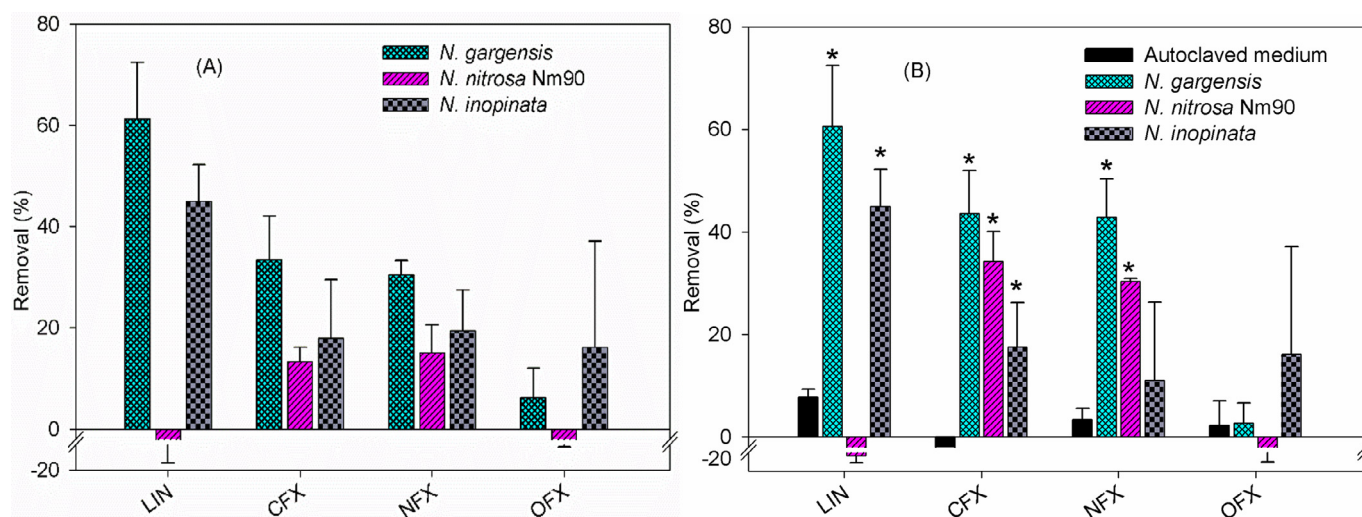 80
60
40
20
0
-20
Removal (%)
(A)
N. gargensis
N. nitrosa Nm90
N. inopinata
LIN
CFX
NFX
OFX
80
60
40
20
0
-20
Removal (%)
(B)
Autoclaved medium
N. gargensis
N. nitrosa Nm90
N. inopinata
*
*
*
*
*
*
*
LIN
CFX
NFX
OFX